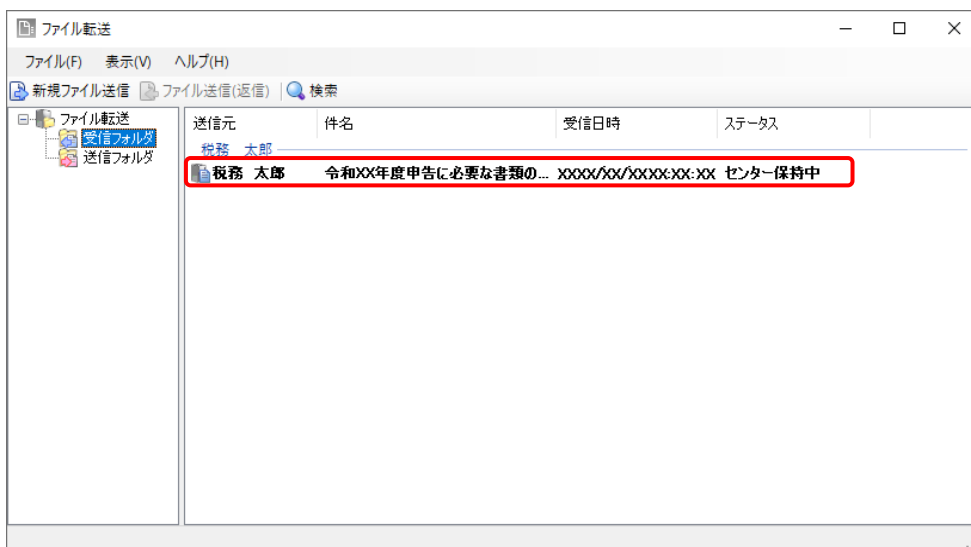 ファイル転送
ファイル(F) 表示(V) ヘルプ(H)
新規ファイル送信 ファイル送信(返信) 検索
ファイル転送
受信フォルダ
送信フォルダ
送信元 件名 受信日時 ステータス
税務 太郎
税務 太郎 令和XX年度申告に必要な書類の... XXXX/XX/XXXX:XX:XX センター保持中